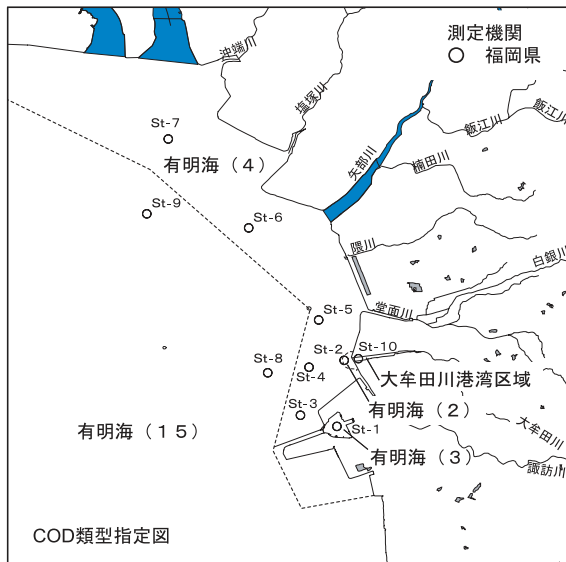 測定機関
福岡県
沖端川
塩塚川
飯江川
飯江川
矢部川
楠田川
St-7
有明海（４）
St-9
St-6
隈川
白銀川
堂面川
St-5
St-2
St-10
St-8
St-4
大牟田川港湾区域
St-3
有明海（２）
St-1
大牟田川
有明海（１５）
有明海（３）
諏訪川
COD類型指定図